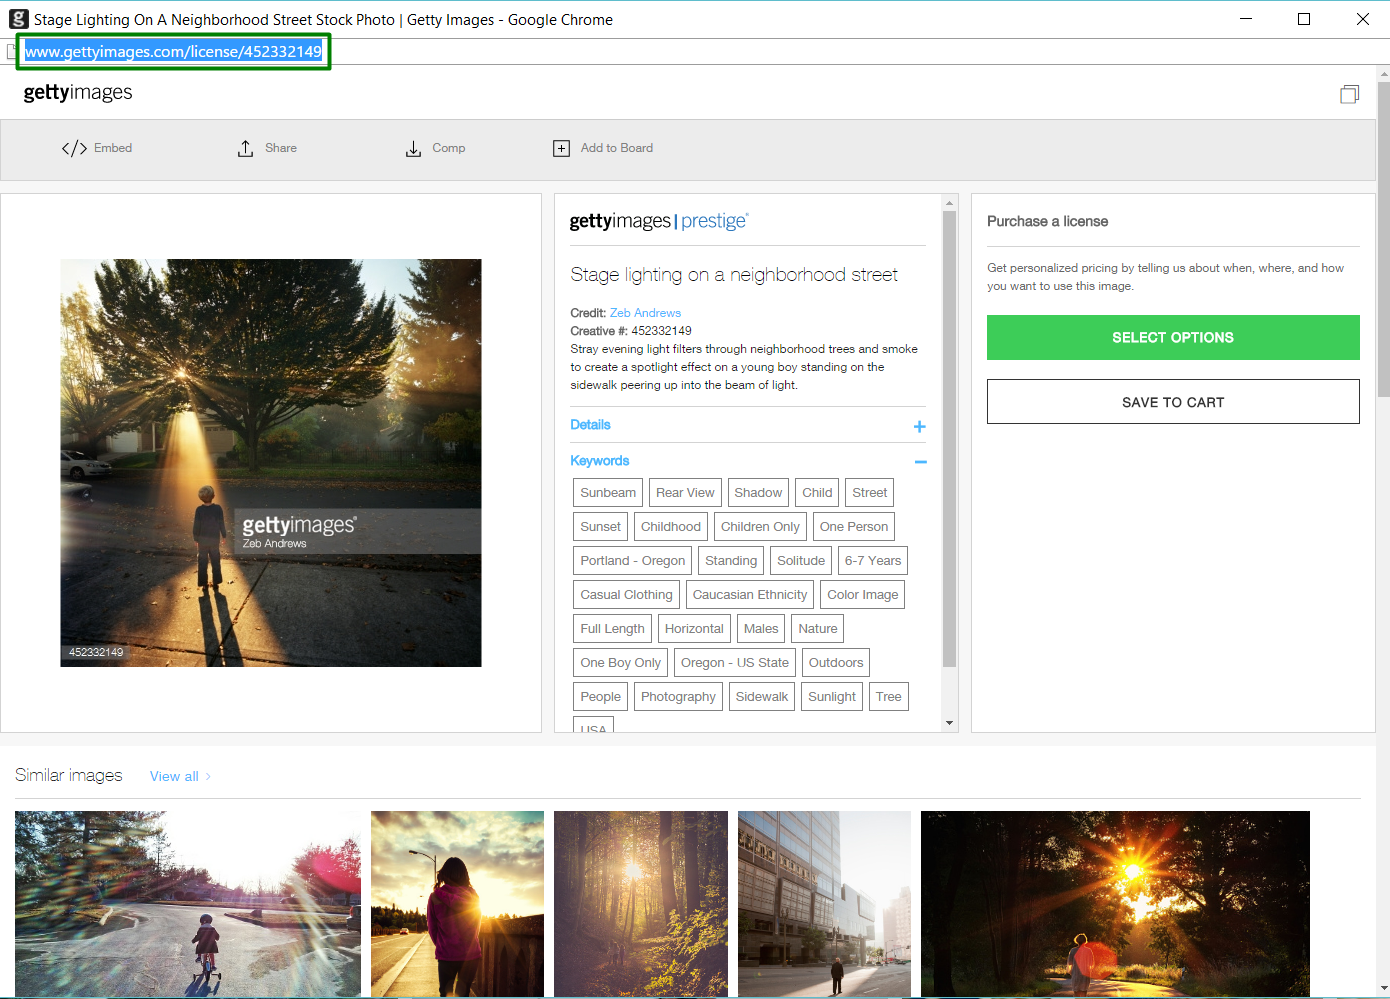 Stage Lighting On A Neighborhood Street Stock Photo | Getty Images - Google Chrome
www.gettyimages.com/license/452332149
gettyimages
Embed
Share
Comp
Add to Board
gettyimages
Zeb Andrews
452332149
gettyimages | prestige®
Stage lighting on a neighborhood street
Credit: Zeb Andrews
Creative #: 452332149
Stray evening light filters through neighborhood trees and smoke
to create a spotlight effect on a young boy standing on the
sidewalk peering up into the beam of light.
Details
Keywords
Sunbeam Rear View Shadow Child Street
Sunset Childhood Children Only One Person
Portland - Oregon Standing Solitude 6-7 Years
Casual Clothing Caucasian Ethnicity Color Image
Full Length Horizontal Males Nature
One Boy Only Oregon - US State Outdoors
People Photography Sidewalk Sunlight Tree
USA
Purchase a license
Get personalized pricing by telling us about when, where, and how
you want to use this image.
SELECT OPTIONS
SAVE TO CART
Similar images View all >